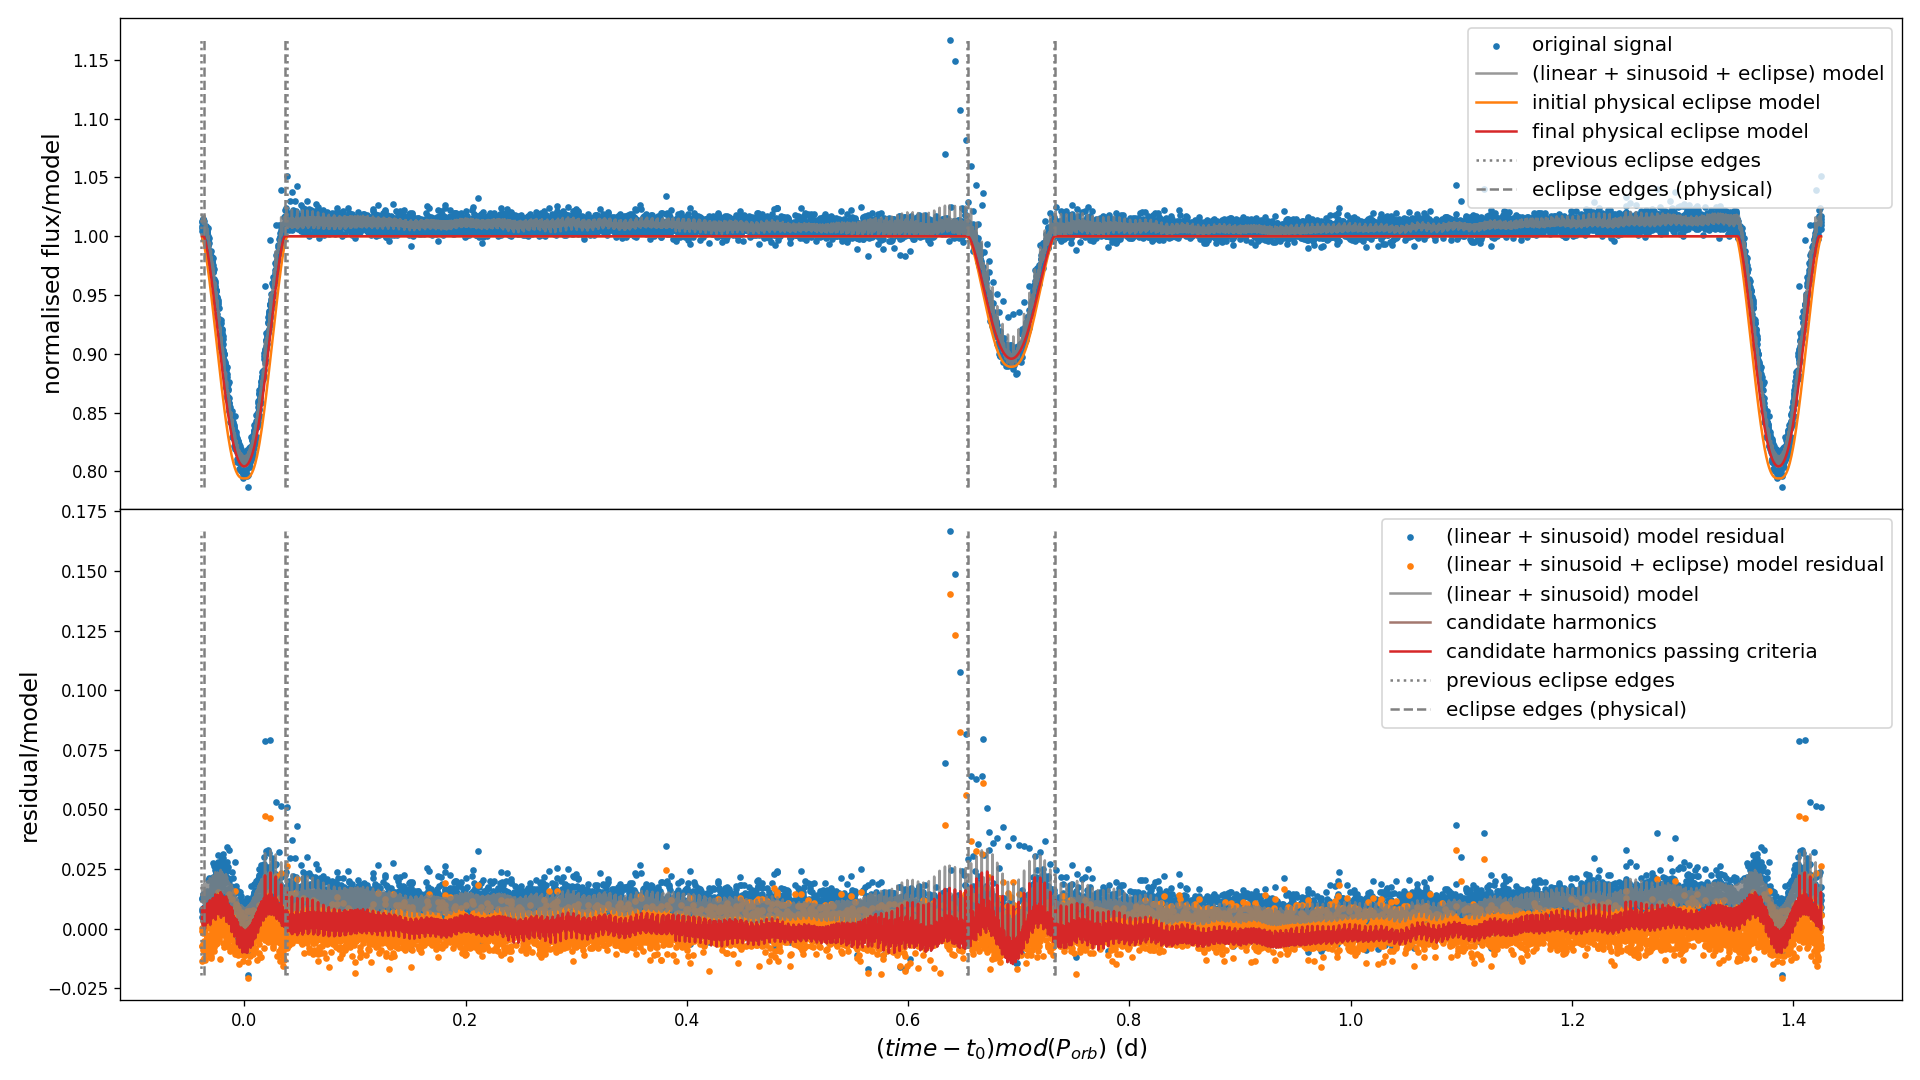 normalised flux/model
1.15
1.10
1.05
1.00
0.95
0.90
0.85
0.80
original signal
(linear + sinusoid + eclipse) model
initial physical eclipse model
final physical eclipse model
previous eclipse edges
eclipse edges (physical)
residual/model
0.175
0.150
0.125
0.100
0.075
0.050
0.025
0.000
−0.025
(linear + sinusoid) model residual
(linear + sinusoid + eclipse) model residual
(linear + sinusoid) model
candidate harmonics
candidate harmonics passing criteria
previous eclipse edges
eclipse edges (physical)
0.0 0.2 0.4 0.6 0.8 1.0 1.2 1.4
(time − t₀)mod(Pₒᵣb) (d)